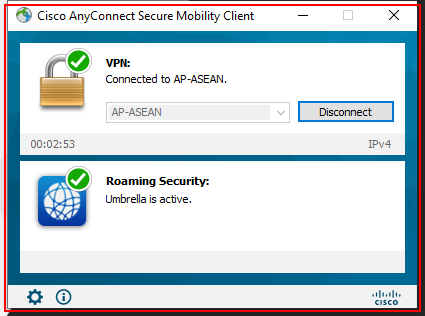 Cisco AnyConnect Secure Mobility Client
VPN:
Connected to AP-ASEAN.
AP-ASEAN
Disconnect
00:02:53
IPv4
Roaming Security:
Umbrella is active.
CISCO